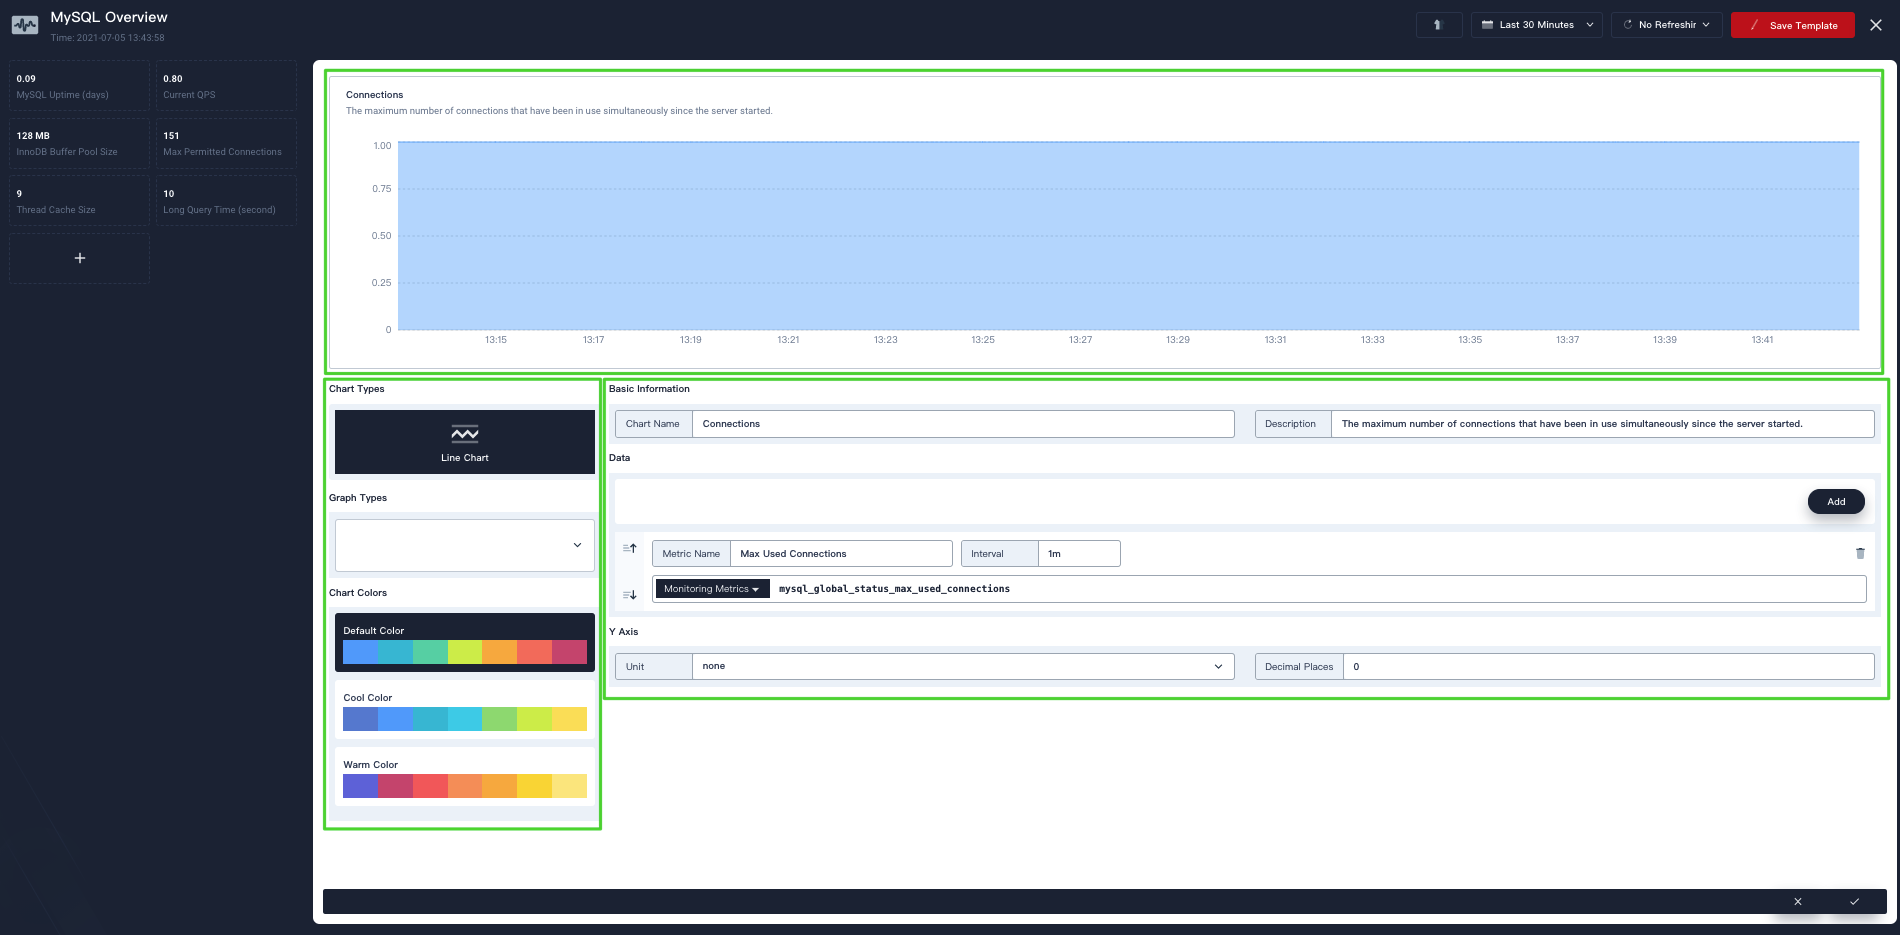 MySQL Overview
Time: 2021-07-05 13:43:58
Last 30 Minutes
No Refreshir
Save Template
0.09
MySQL Uptime (days)
0.80
Current QPS
128 MB
InnoDB Buffer Pool Size
151
Max Permitted Connections
9
Thread Cache Size
10
Long Query Time (second)
Connections
The maximum number of connections that have been in use simultaneously since the server started.
1.00
0.75
0.50
0.25
0
13:15 13:17 13:19 13:21 13:23 13:25 13:27 13:29 13:31 13:33 13:35 13:37 13:39 13:41
Chart Types
Line Chart
Graph Types
Chart Colors
Default Color
Cool Color
Warm Color
Basic Information
Chart Name Connections
Description The maximum number of connections that have been in use simultaneously since the server started.
Data
Add
Metric Name Max Used Connections
Interval 1m
Monitoring Metrics mysql_global_status_max_used_connections
Y Axis
Unit none
Decimal Places 0